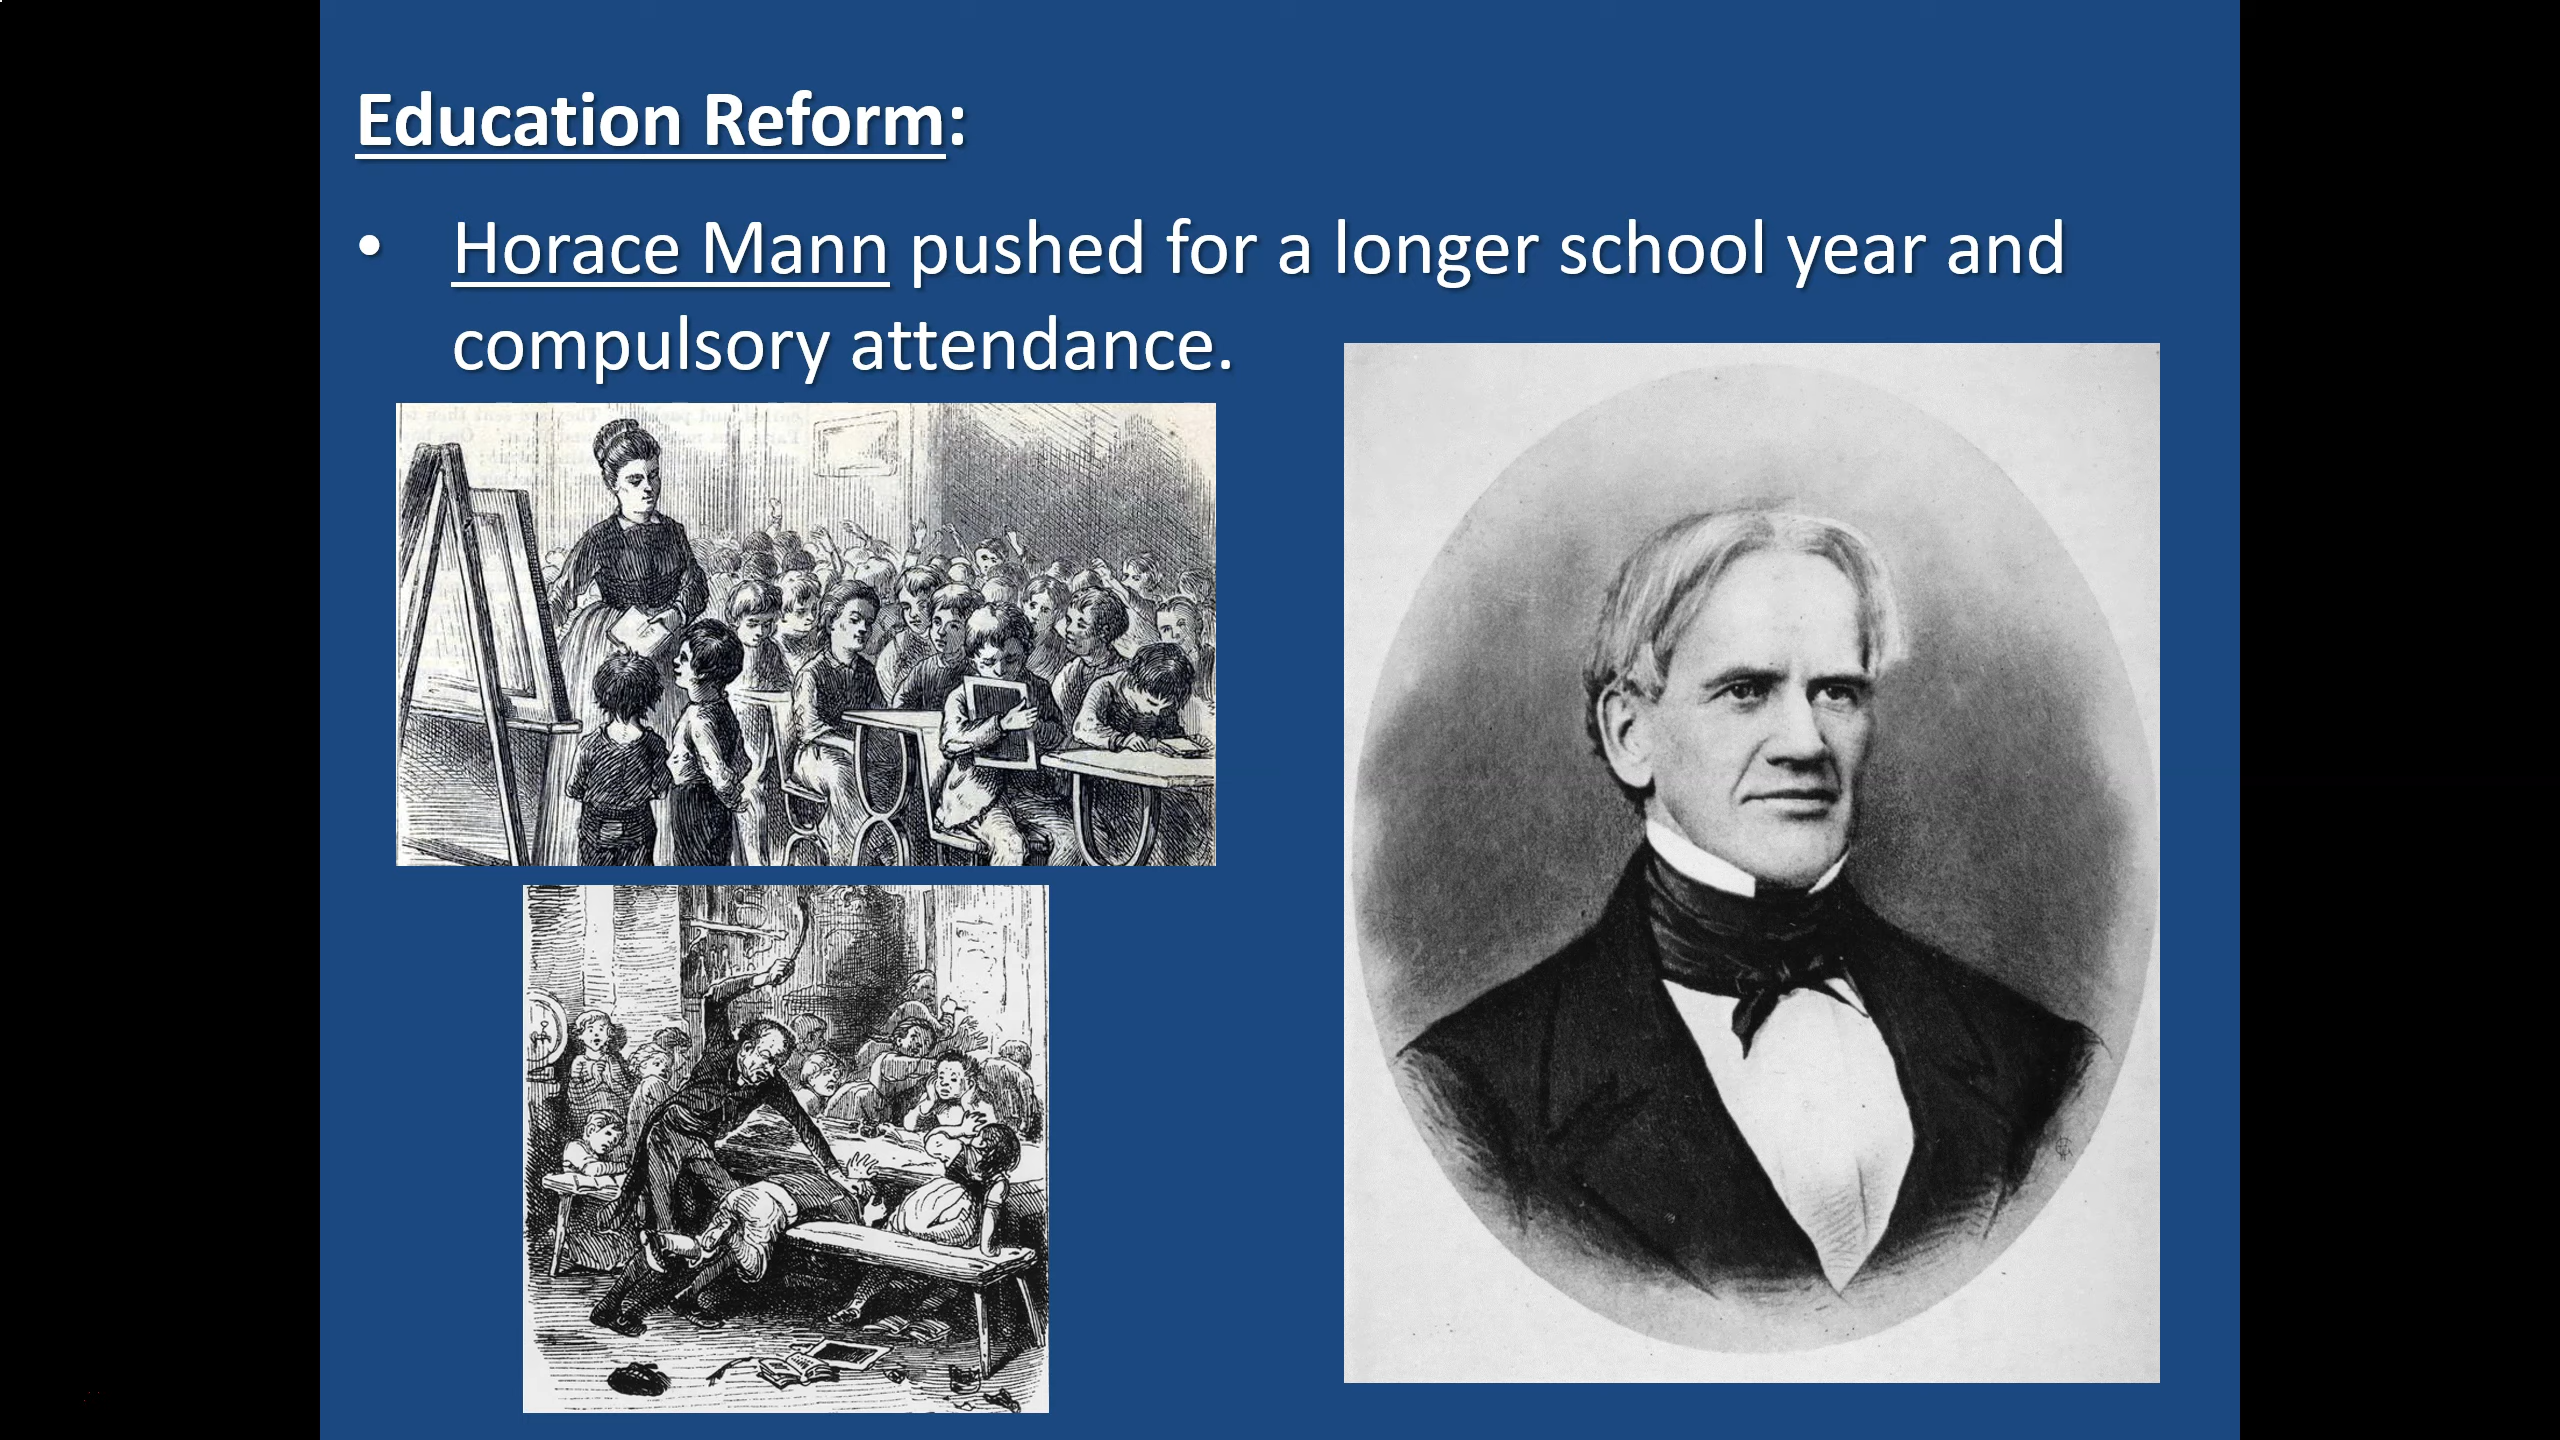 Education Reform:
• Horace Mann pushed for a longer school year and
compulsory attendance.